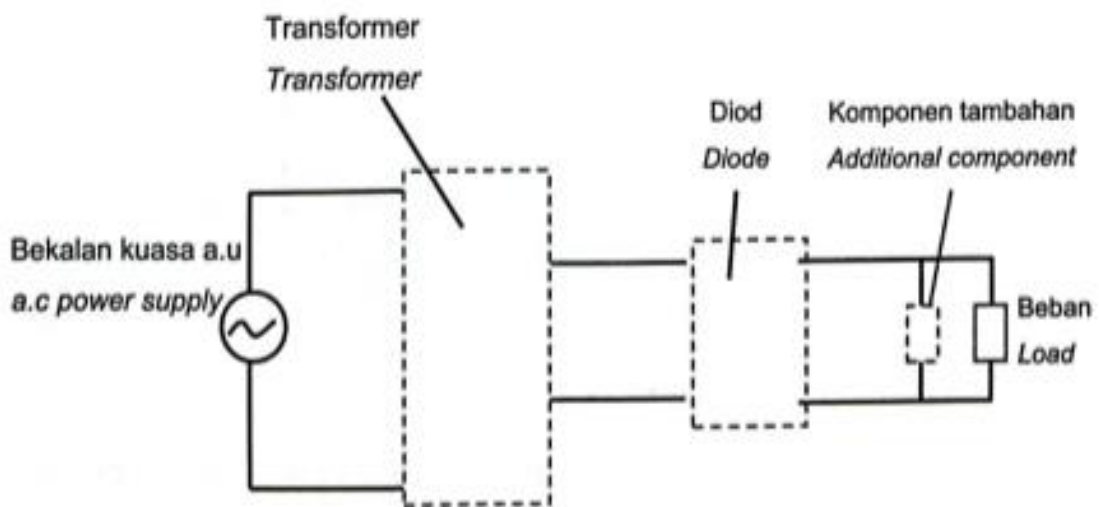 Transformer
Transformer
Diod
Diode
Komponen tambahan
Additional component
Bekalan kuasa a.u
a.c power supply
Beban
Load